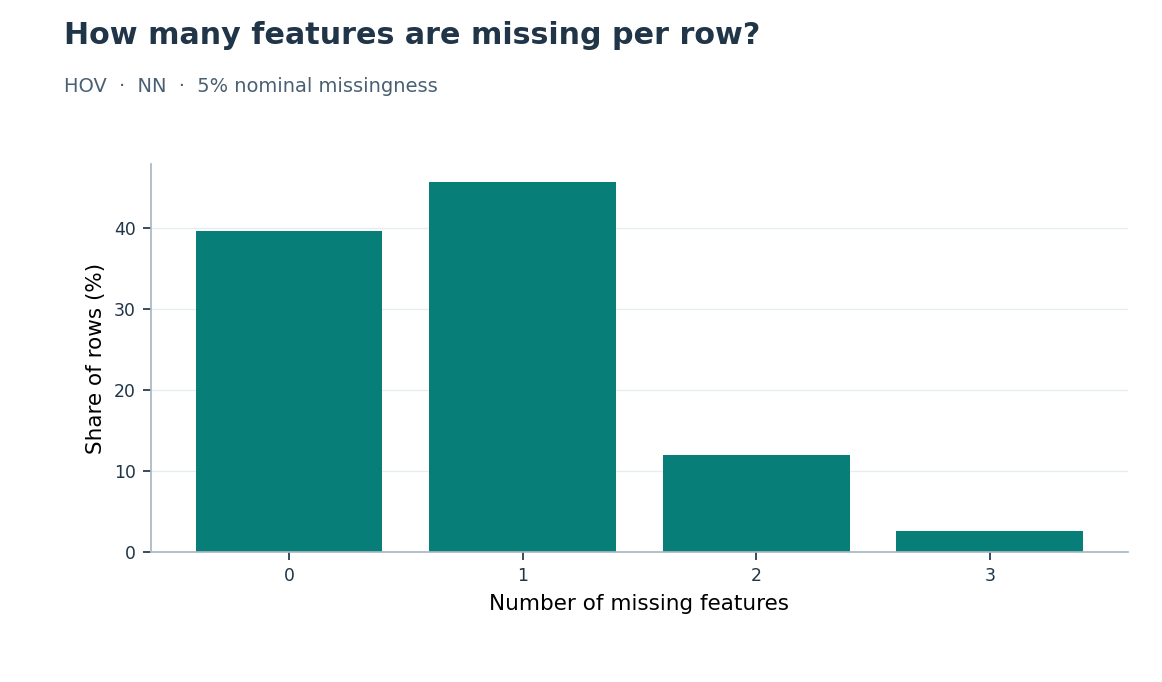 How many features are missing per row?
HOV · NN · 5% nominal missingness
Share of rows (%)
40
30
20
10
0
0 1 2 3
Number of missing features